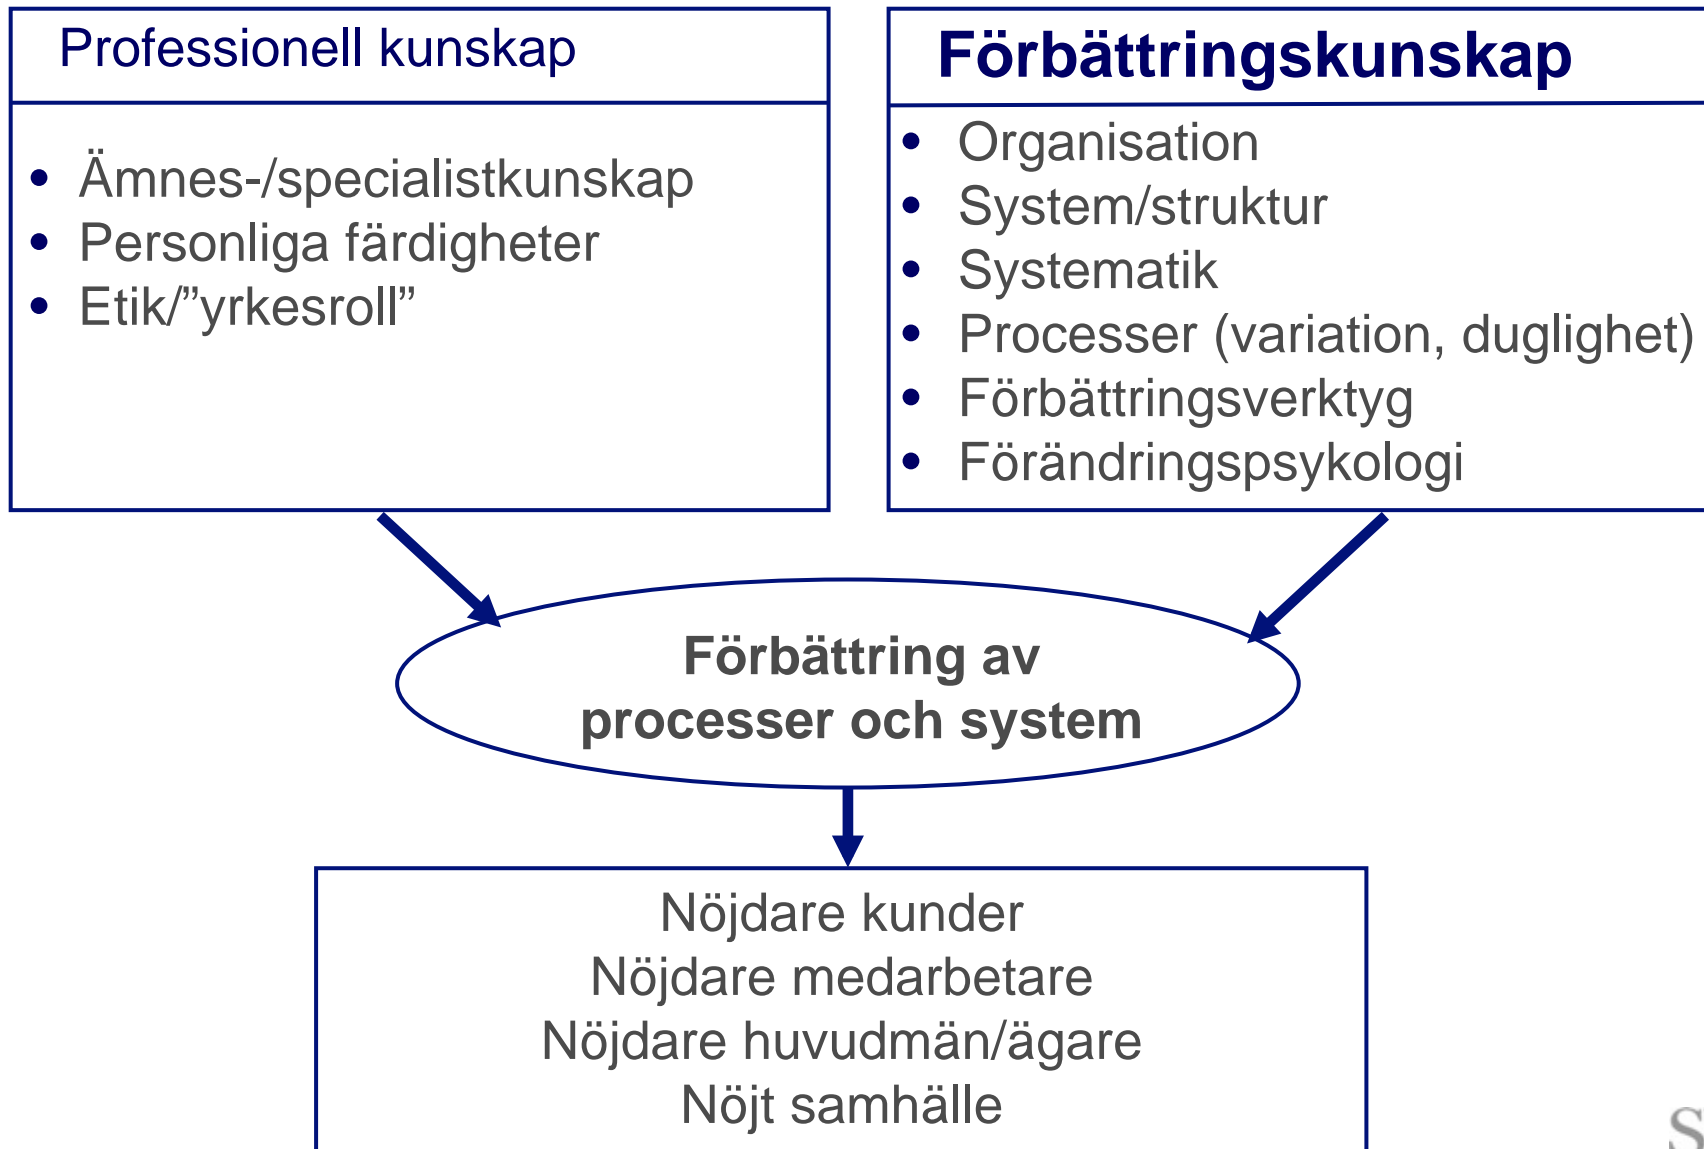 Professionell kunskap
• Ämnes-/specialistkunskap
• Personliga färdigheter
• Etik/”yrkesroll”
Förbättringskunskap
• Organisation
• System/struktur
• Systematik
• Processer (variation, duglighet)
• Förbättringsverktyg
• Förändringspsykologi
Förbättring av
processer och system
Nöjdare kunder
Nöjdare medarbetare
Nöjdare huvudmän/ägare
Nöjt samhälle